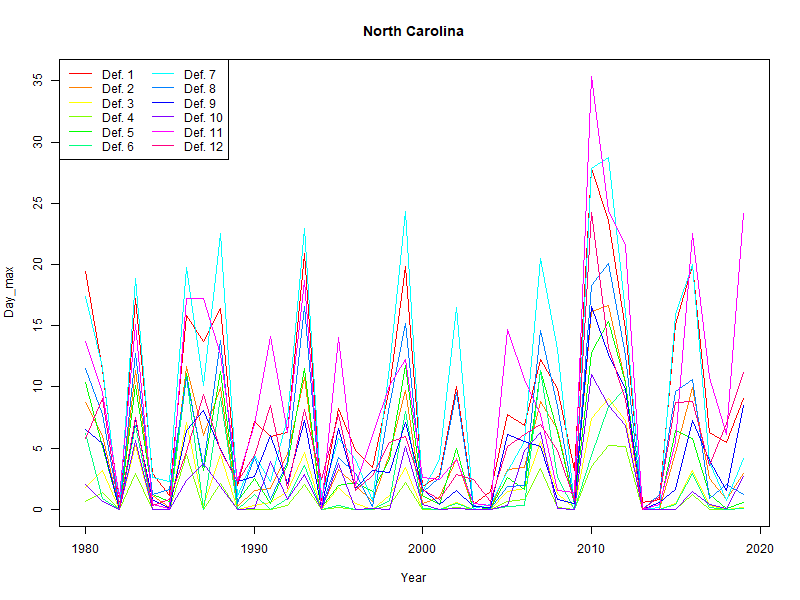 North Carolina
Def. 1
Def. 2
Def. 3
Def. 4
Def. 5
Def. 6
Def. 7
Def. 8
Def. 9
Def. 10
Def. 11
Def. 12
35
30
25
20
15
10
5
0
Day_max
1980 1990 2000 2010 2020
Year